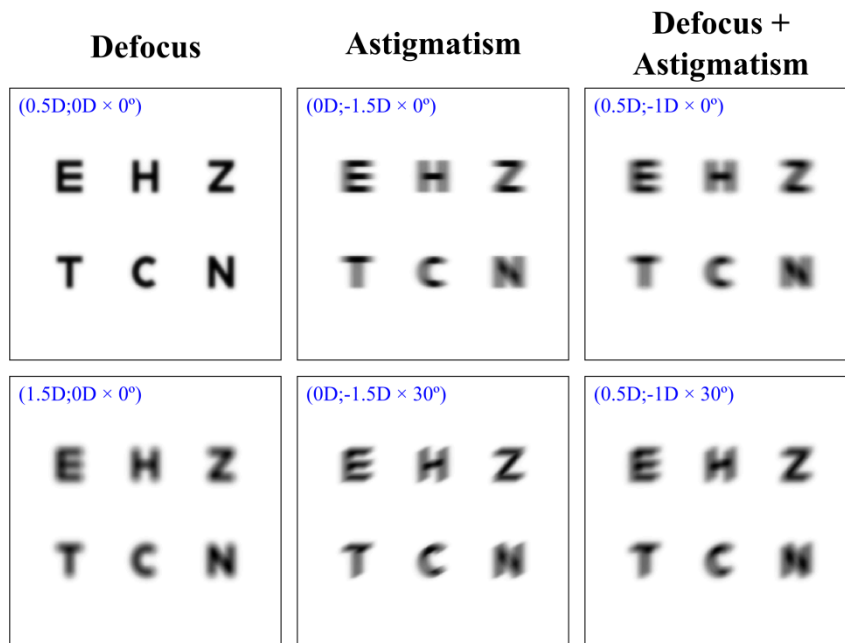 Defocus
Astigmatism
Defocus +
Astigmatism
(0.5D;0D × 0º)
E H Z
T C N
(0D;-1.5D × 0º)
E H Z
T C N
(0.5D;-1D × 0º)
E H Z
T C N
(1.5D;0D × 0º)
E H Z
T C N
(0D;-1.5D × 30º)
E H Z
T C N
(0.5D;-1D × 30º)
E H Z
T C N